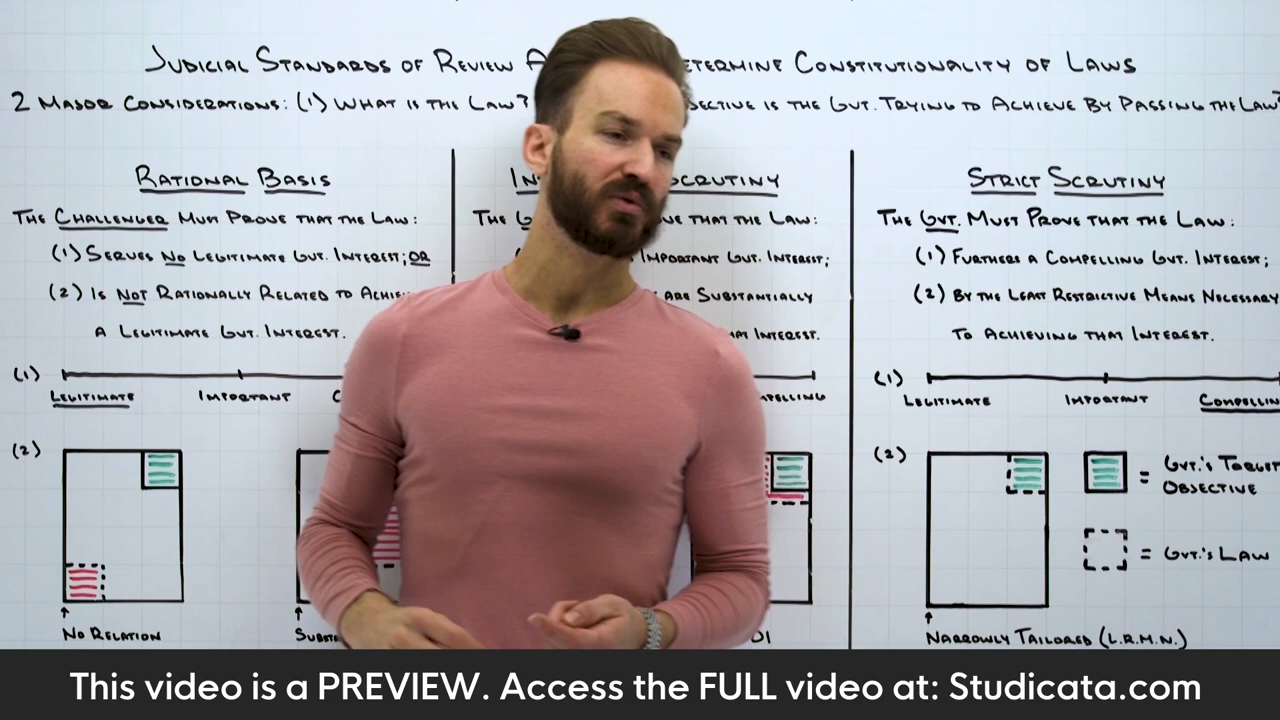 JUDICIAL STANDARDS OF REVIEW A ETERMINE CONSTITUTIONALITY OF LAWS
2 MAJOR CONSIDERATIONS: (1) WHAT IS THE LAW? JECTIVE IS THE GVT. TRYING TO ACHIEVE BY PASSING THE LAW?
RATIONAL BASIS
THE CHALLENGER MUST PROVE THAT THE LAW:
(1) SERVES NO LEGITIMATE GVT. INTEREST; OR
(2) IS NOT RATIONALLY RELATED TO ACHIE
A LEGITIMATE GVT. INTEREST.
(1)
LEGITIMATE IMPORTANT C
(2)
NO RELATION
SUBST
IN SCRUTINY
THE G VE THAT THE LAW:
IMPORTANT GVT. INTEREST;
ARE SUBSTANTIALLY
HAT INTEREST.
MPELLING
STRICT SCRUTINY
THE GVT. MUST PROVE THAT THE LAW:
(1) FURTHERS A COMPELLING GVT. INTEREST;
(2) BY THE LEAST RESTRICTIVE MEANS NECESSARY
TO ACHIEVING THAT INTEREST.
(1)
LEGITIMATE IMPORTANT COMPELLIN
(2)
= GVT.'S TARGET
OBJECTIVE
= GVT.'S LAW
NARROWLY TAILORED (L.R.M.N.)
This video is a PREVIEW. Access the FULL video at: Studicata.com